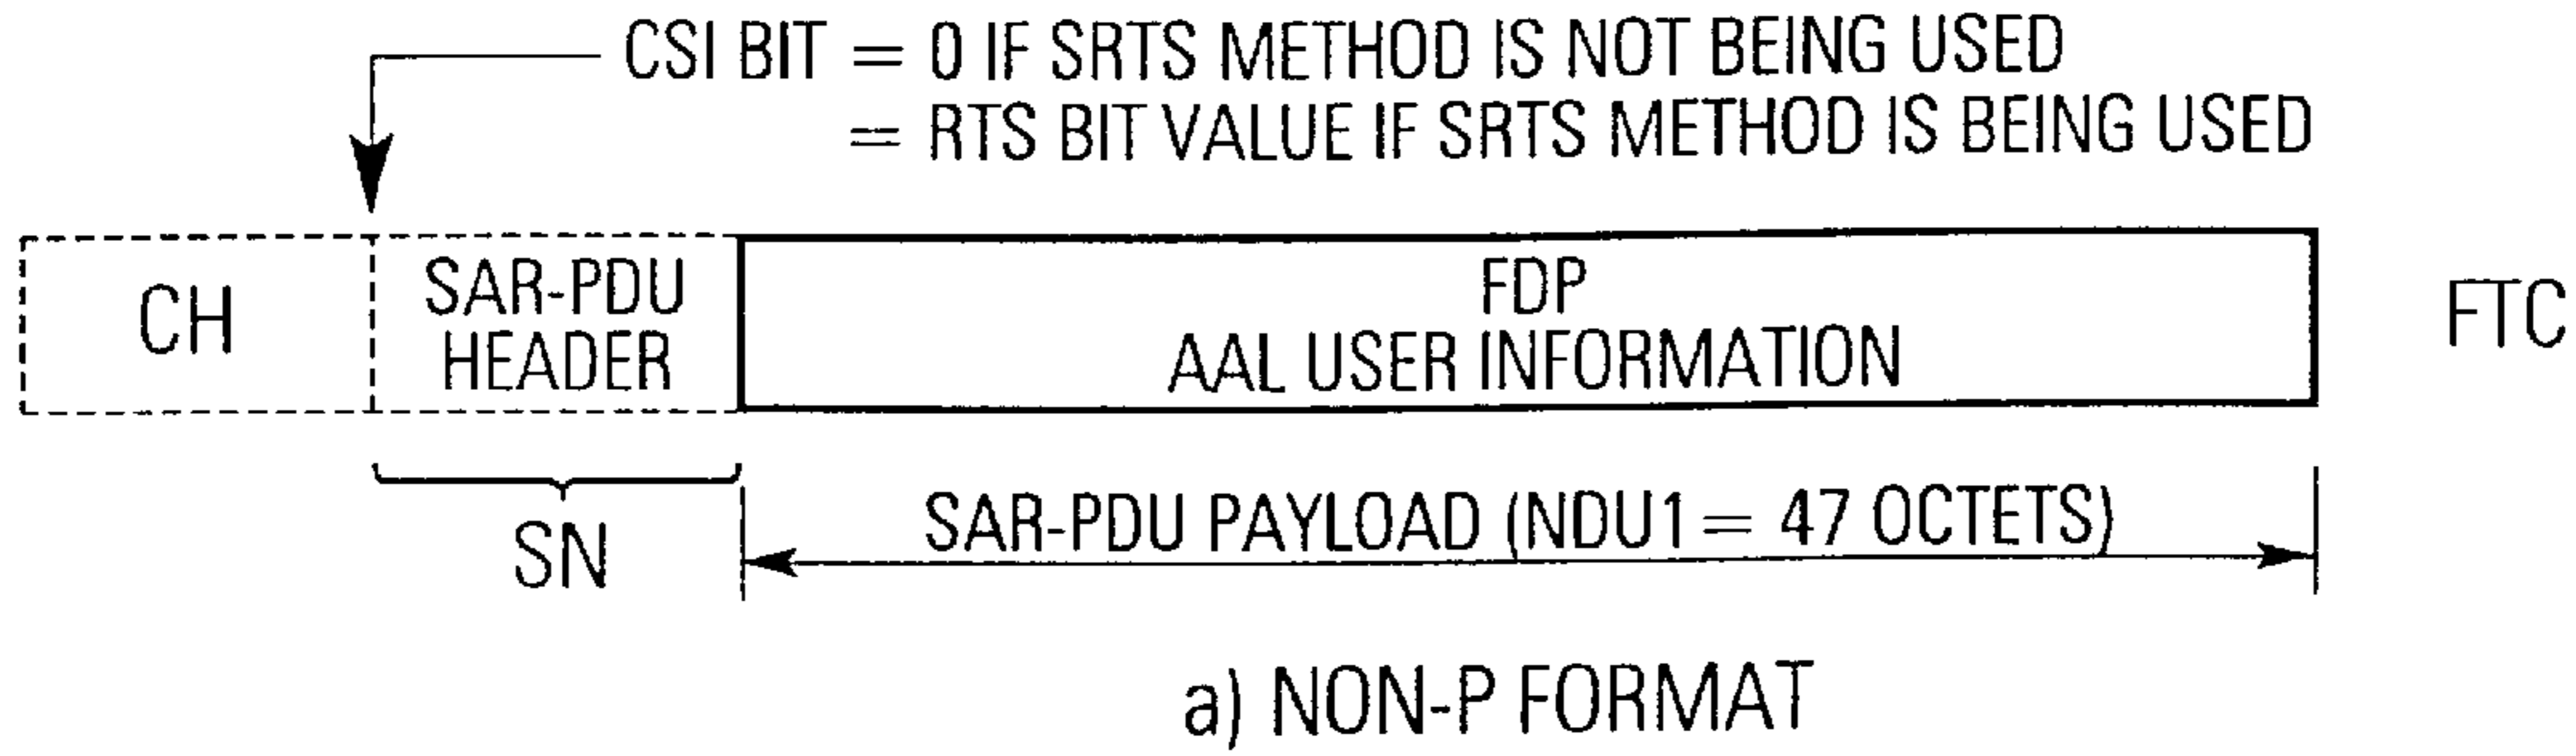 CSI BIT = 0 IF SRTS METHOD IS NOT BEING USED
= RTS BIT VALUE IF SRTS METHOD IS BEING USED
CH
SAR-PDU
HEADER
FDP
AAL USER INFORMATION
FTC
SN
SAR-PDU PAYLOAD (NDU1 = 47 OCTETS)
a) NON-P FORMAT